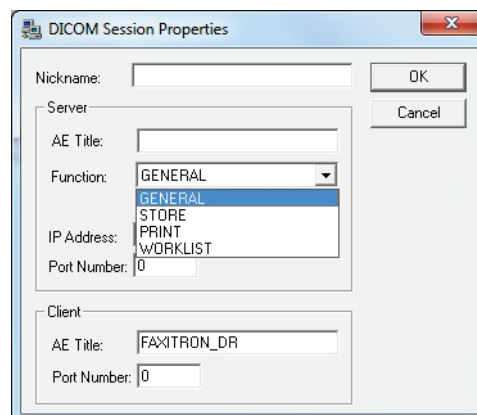 DICOM Session Properties
Nickname:
OK
Server
Cancel
AE Title:
Function: GENERAL
GENERAL
STORE
PRINT
IP Address:
WORKLIST
Port Number: 0
Client
AE Title: FAXITRON_DR
Port Number: 0